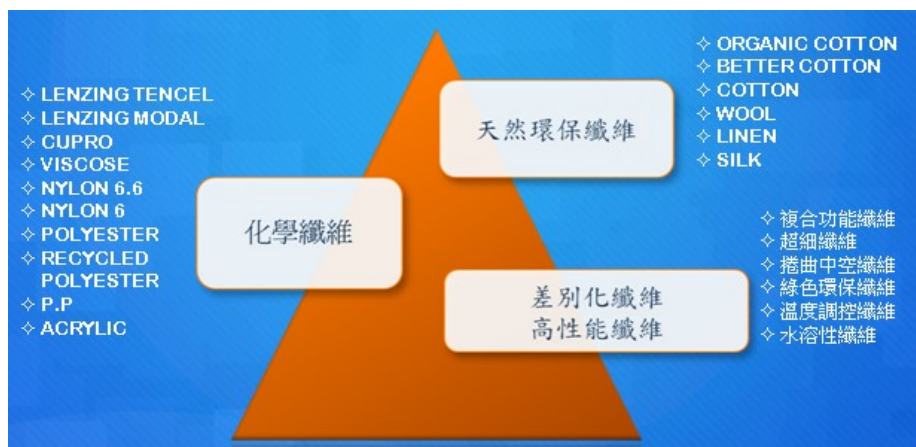 ✧ LENZING TENCEL
✧ LENZING MODAL
✧ CUPRO
✧ VISCOSE
✧ NYLON 6.6
✧ NYLON 6
✧ POLYESTER
✧ RECYCLED
POLYESTER
✧ P.P
✧ ACRYLIC
化學纖維
天然環保纖維
✧ ORGANIC COTTON
✧ BETTER COTTON
✧ COTTON
✧ WOOL
✧ LINEN
✧ SILK
差別化纖維
高性能纖維
✧ 複合功能纖維
✧ 超細纖維
✧ 捲曲中空纖維
✧ 綠色環保纖維
✧ 溫度調控纖維
✧ 水溶性纖維